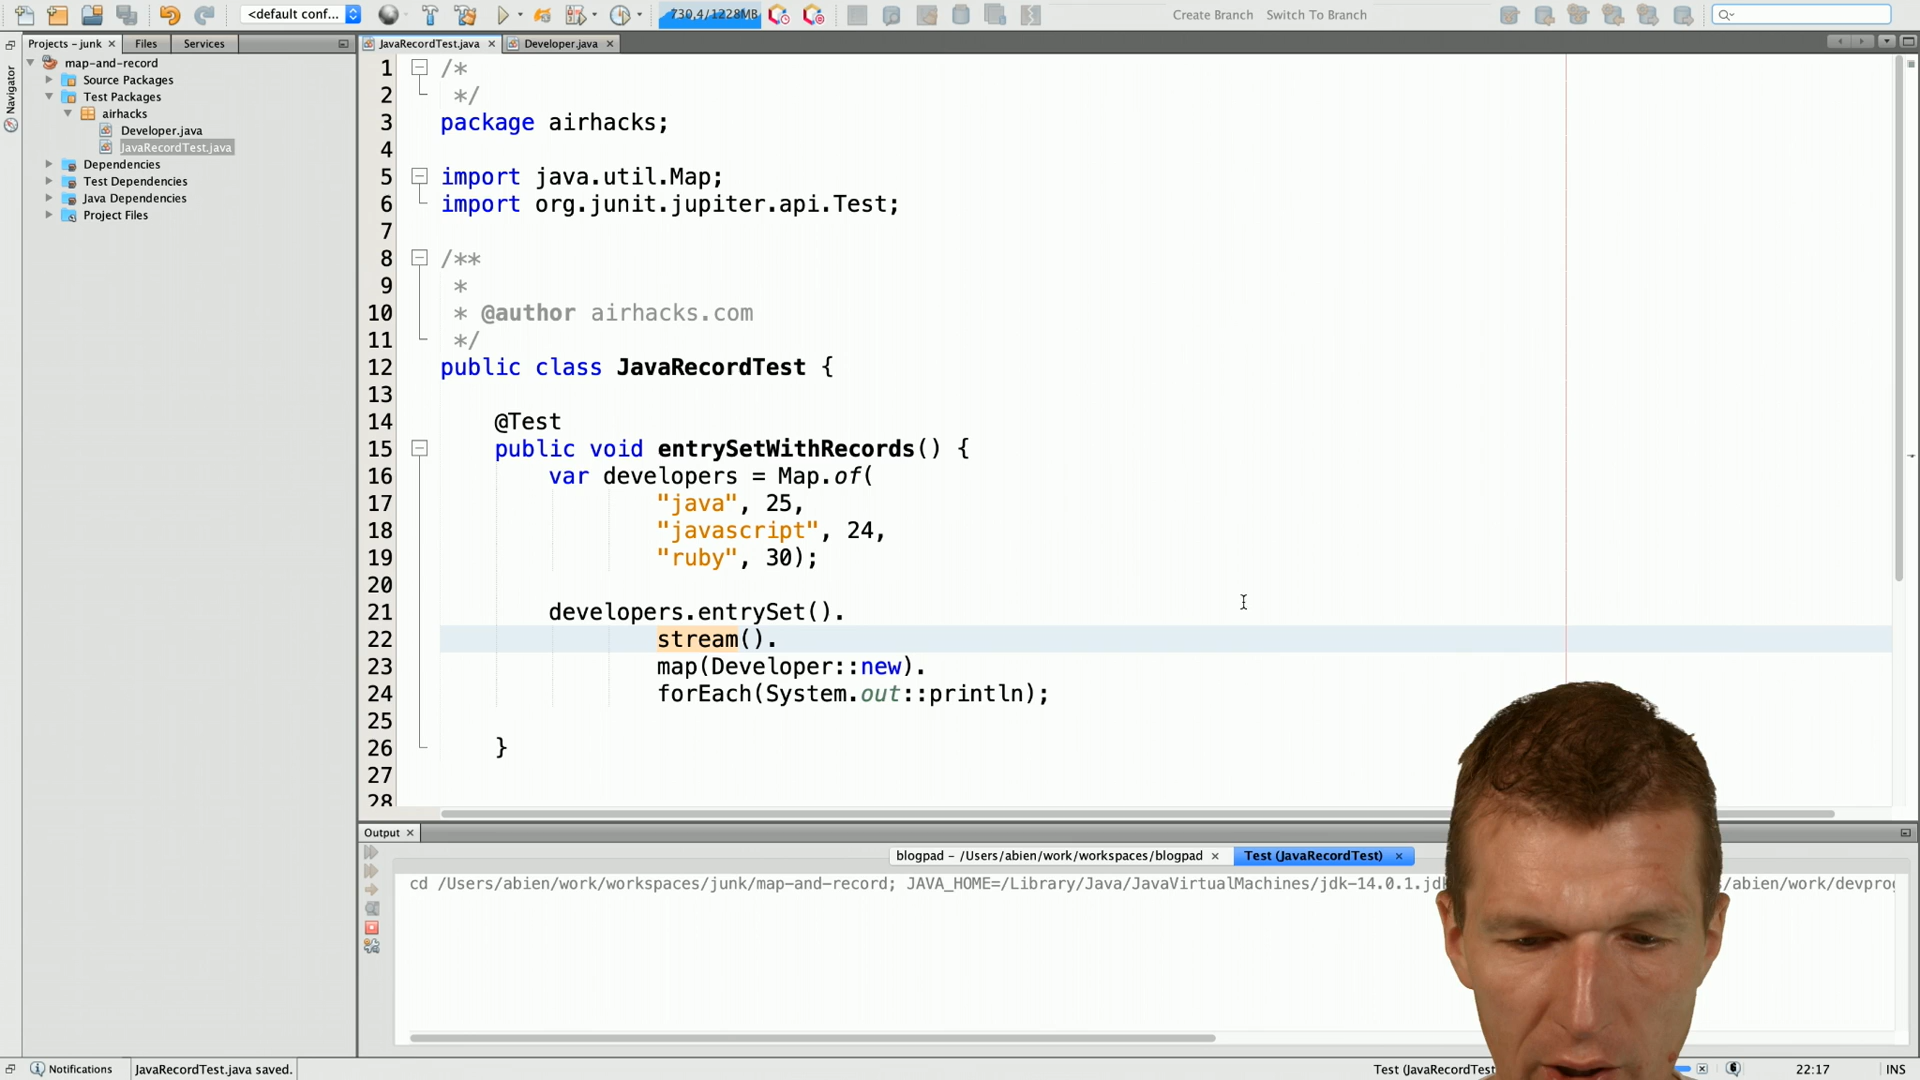 <default conf...
730,4/1228MB
Create Branch Switch To Branch
Projects – junk Files Services
JavaRecordTest.java Developer.java
Navigator
map-and-record
Source Packages
Test Packages
airhacks
Developer.java
JavaRecordTest.java
Dependencies
Test Dependencies
Java Dependencies
Project Files
1 /*
2 */
3 package airhacks;
4
5 import java.util.Map;
6 import org.junit.jupiter.api.Test;
7
8 /**
9 *
10 * @author airhacks.com
11 */
12 public class JavaRecordTest {
13
14 @Test
15 public void entrySetWithRecords() {
16 var developers = Map.of(
17 "java", 25,
18 "javascript", 24,
19 "ruby", 30);
20
21 developers.entrySet().
22 stream().
23 map(Developer::new).
24 forEach(System.out::println);
25
26 }
27
28
Output
blogpad – /Users/abien/work/workspaces/blogpad Test (JavaRecordTest)
cd /Users/abien/work/workspaces/junk/map-and-record; JAVA_HOME=/Library/Java/JavaVirtualMachines/jdk-14.0.1.jd /abien/work/devprog
Notifications JavaRecordTest.java saved. Test (JavaRecordTest 22:17 INS